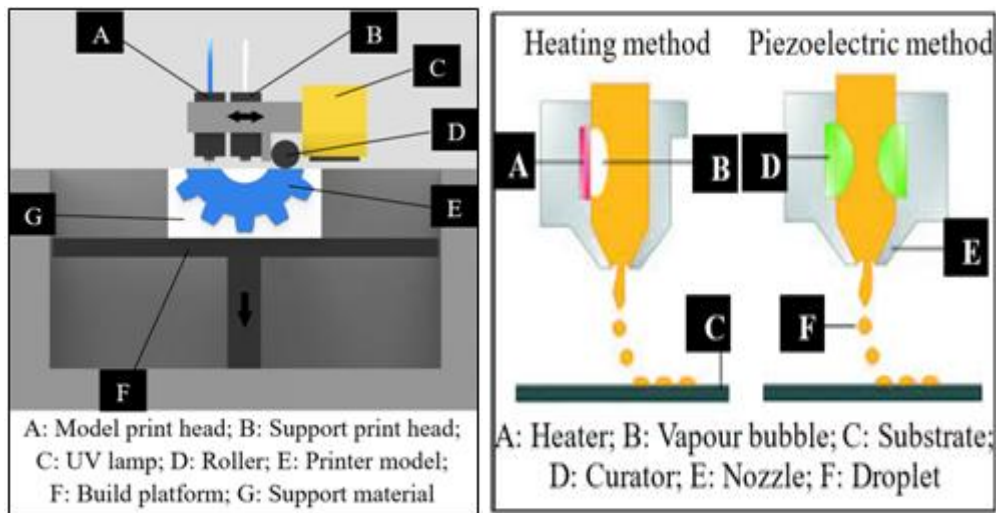 A
B
C
D
E
G
F
A: Model print head; B: Support print head;
C: UV lamp; D: Roller; E: Printer model;
F: Build platform; G: Support material
Heating method
Piezoelectric method
A
B
D
E
C
F
A: Heater; B: Vapour bubble; C: Substrate;
D: Curator; E: Nozzle; F: Droplet